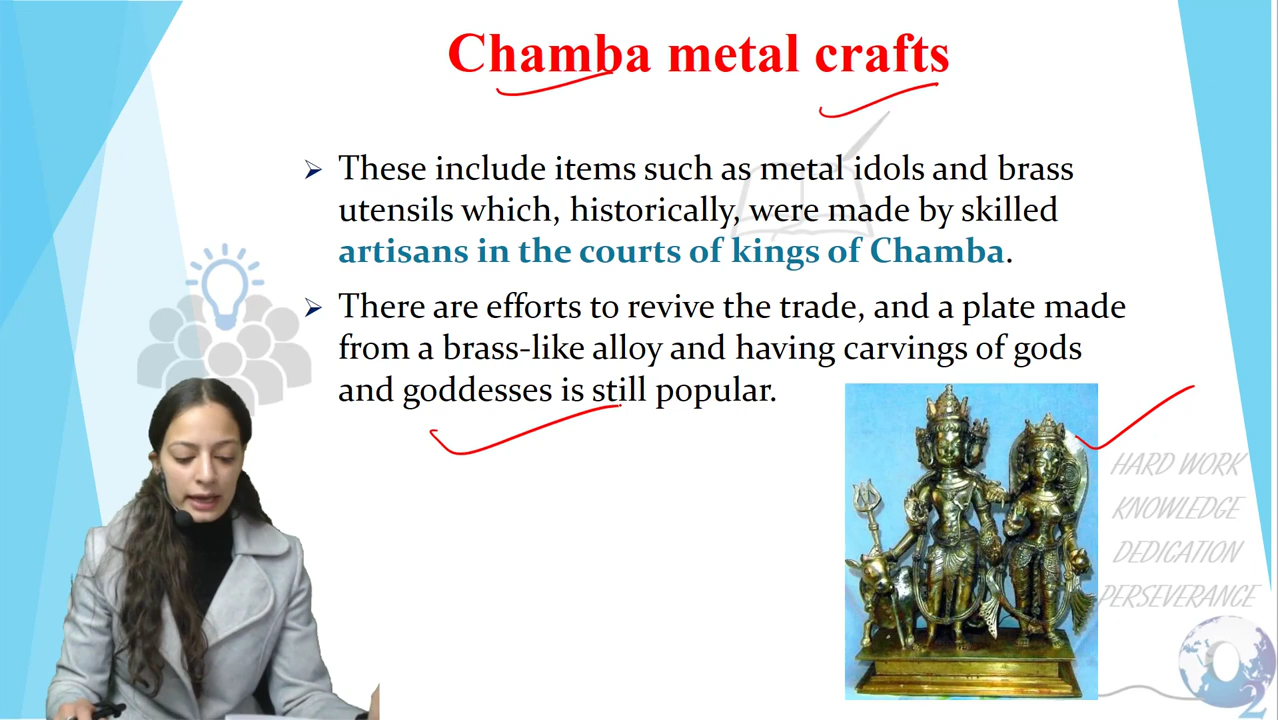 Chamba metal crafts
➢ These include items such as metal idols and brass
utensils which, historically, were made by skilled
artisans in the courts of kings of Chamba.
➢ There are efforts to revive the trade, and a plate made
from a brass-like alloy and having carvings of gods
and goddesses is still popular.
HARD WORK
KNOWLEDGE
DEDICATION
PERSEVERANCE
O2